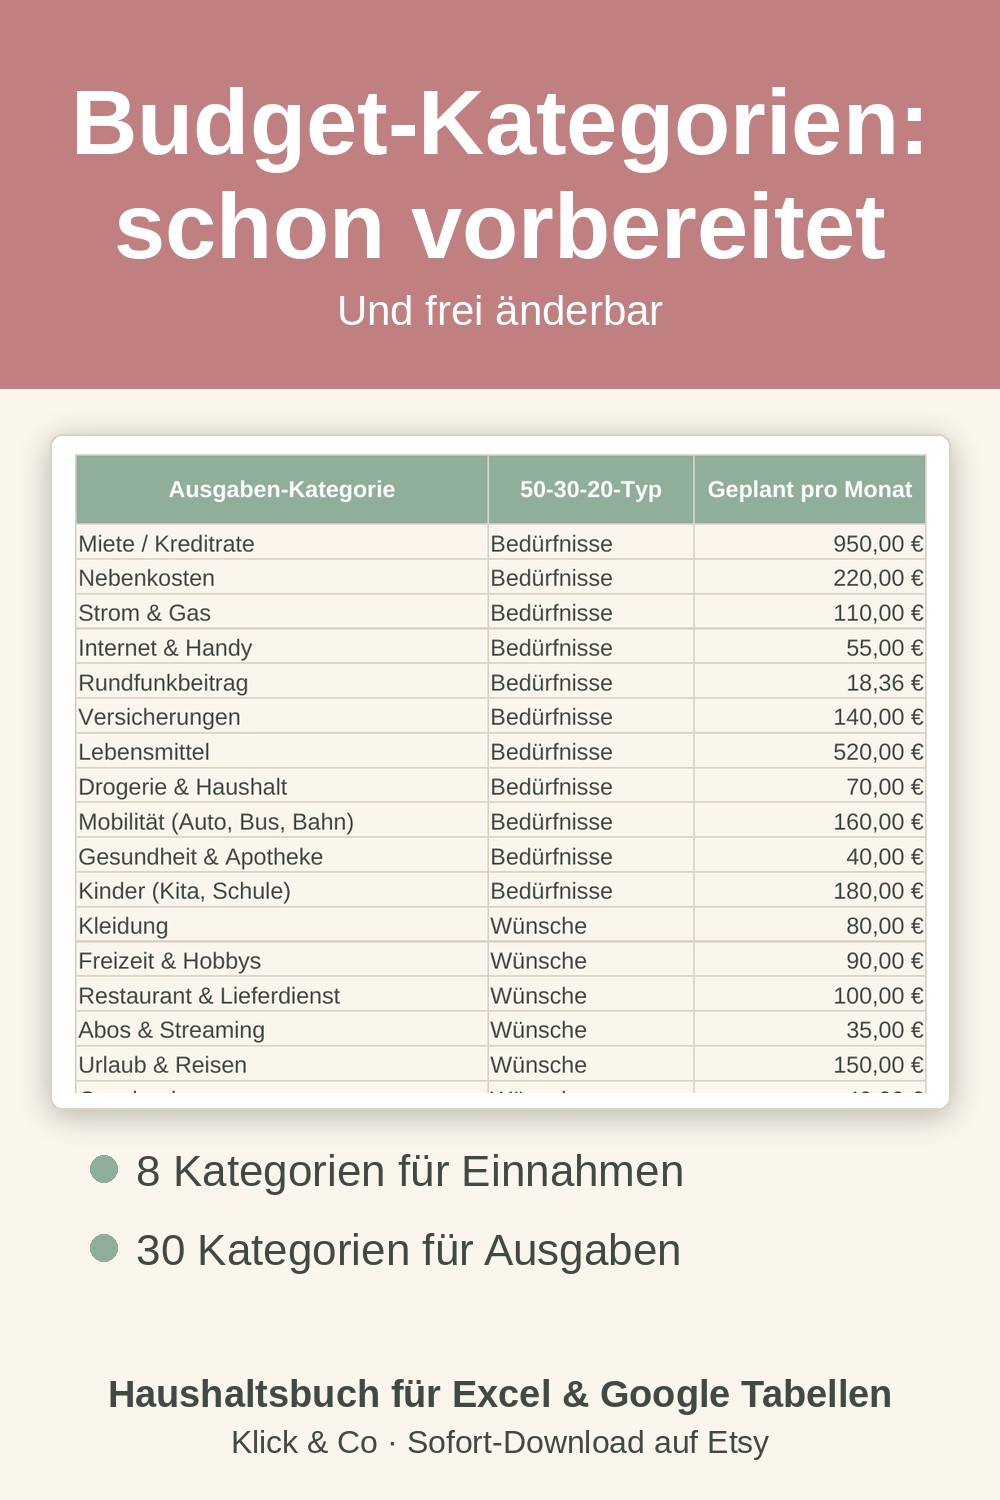 Budget-Kategorien:
schon vorbereitet
Und frei änderbar
Ausgaben-Kategorie 50-30-20-Typ Geplant pro Monat
Miete / Kreditrate Bedürfnisse 950,00 €
Nebenkosten Bedürfnisse 220,00 €
Strom & Gas Bedürfnisse 110,00 €
Internet & Handy Bedürfnisse 55,00 €
Rundfunkbeitrag Bedürfnisse 18,36 €
Versicherungen Bedürfnisse 140,00 €
Lebensmittel Bedürfnisse 520,00 €
Drogerie & Haushalt Bedürfnisse 70,00 €
Mobilität (Auto, Bus, Bahn) Bedürfnisse 160,00 €
Gesundheit & Apotheke Bedürfnisse 40,00 €
Kinder (Kita, Schule) Bedürfnisse 180,00 €
Kleidung Wünsche 80,00 €
Freizeit & Hobbys Wünsche 90,00 €
Restaurant & Lieferdienst Wünsche 100,00 €
Abos & Streaming Wünsche 35,00 €
Urlaub & Reisen Wünsche 150,00 €
8 Kategorien für Einnahmen
30 Kategorien für Ausgaben
Haushaltsbuch für Excel & Google Tabellen
Klick & Co · Sofort-Download auf Etsy